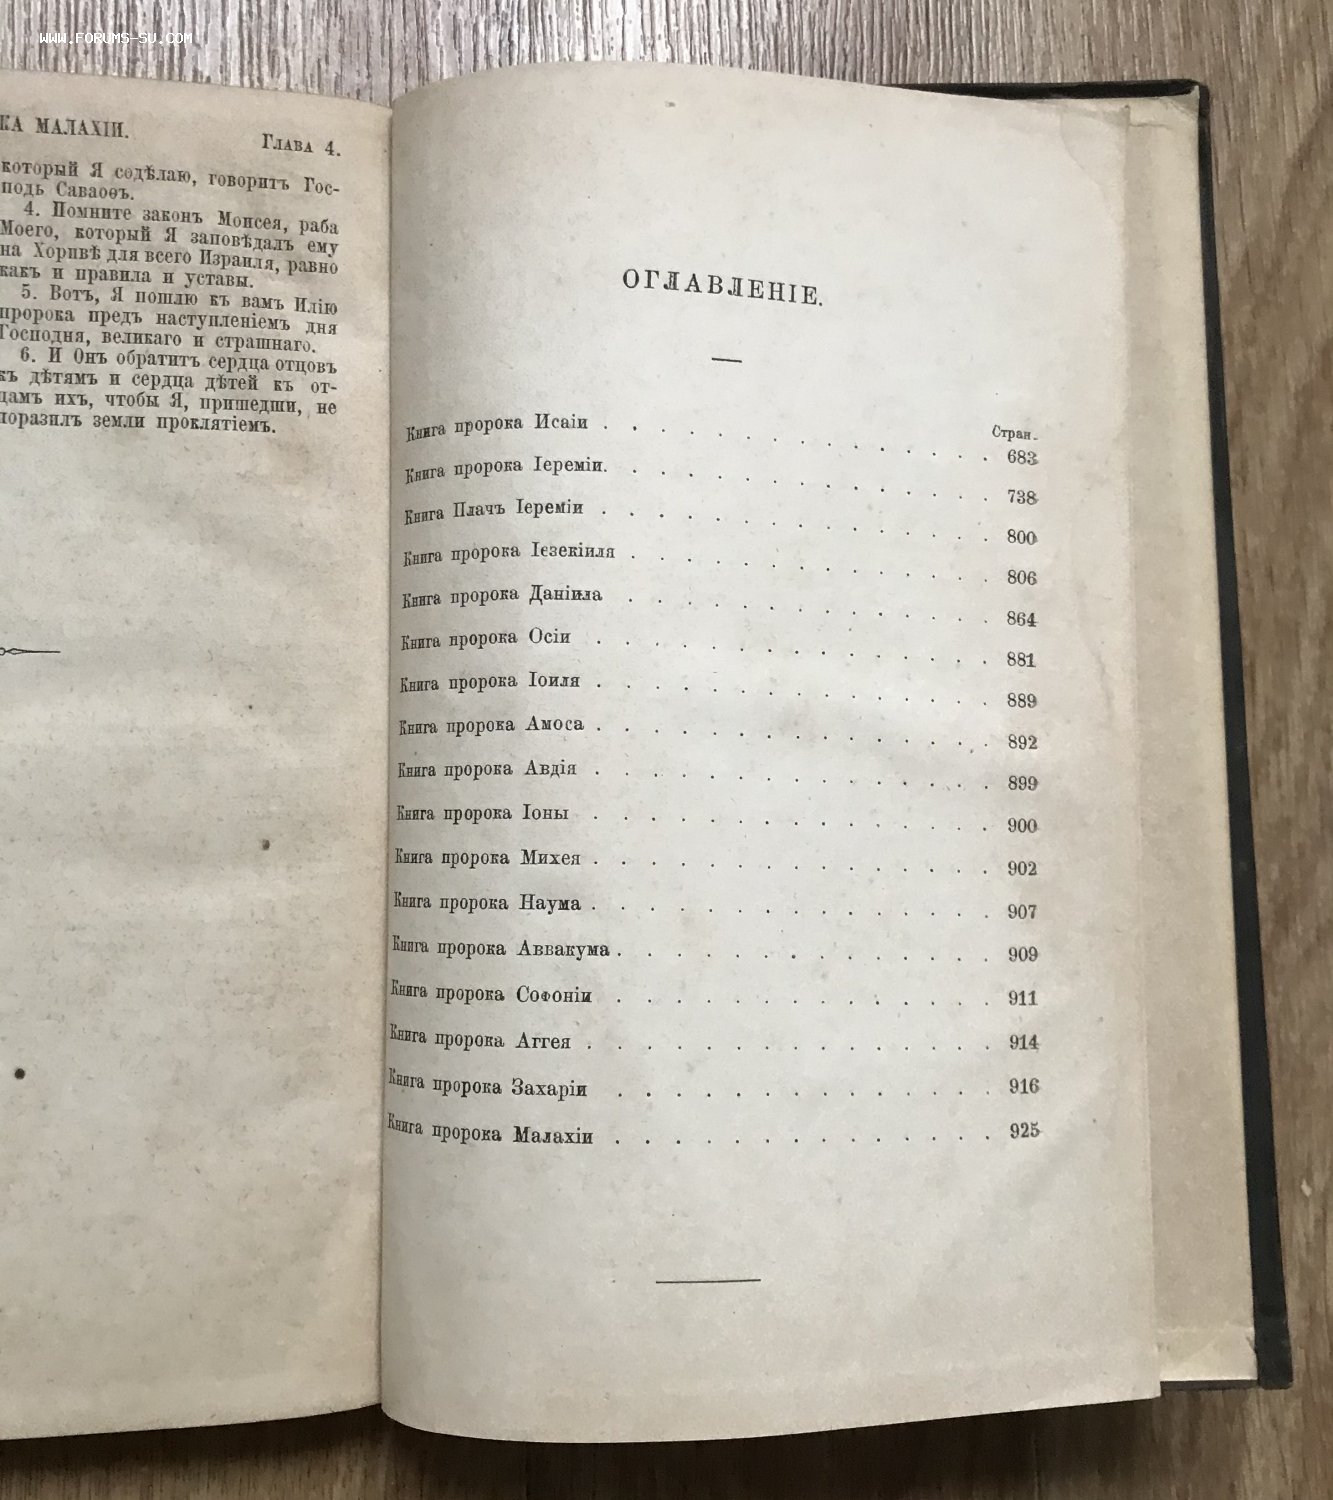 WWW.FORUMS-SU.COM
КА МАЛАХІИ.
Глава 4.
который Я содѣлаю, говоритъ Гос-
подь Саваоѳъ.
4. Помните законъ Моисея, раба
Моего, который Я заповѣдалъ ему
на Хоривѣ для всего Израиля, равно
какъ и правила и уставы.
5. Вотъ, Я пошлю къ вамъ Илію
пророка предъ наступленіемъ дня
Господня, великаго и страшнаго.
6. И Онъ обратитъ сердца отцовъ
къ дѣтямъ и сердца дѣтей къ от-
цамъ ихъ, чтобы Я, пришедши, не
поразилъ земли проклятіемъ.
ОГЛАВЛЕНІЕ.
Стран.
Книга пророка Исаіи . . . . . . . . . . . . . . 683
Книга пророка Іереміи. . . . . . . . . . . . . . 738
Книга Плачъ Іереміи . . . . . . . . . . . . . . 800
Книга пророка Іезекіиля . . . . . . . . . . . . . 806
Книга пророка Даніила . . . . . . . . . . . . . 864
Книга пророка Осіи . . . . . . . . . . . . . . 881
Книга пророка Іоиля . . . . . . . . . . . . . . 889
Книга пророка Амоса . . . . . . . . . . . . . . 892
Книга пророка Авдія . . . . . . . . . . . . . . 899
Книга пророка Іоны . . . . . . . . . . . . . . 900
Книга пророка Михея . . . . . . . . . . . . . . 902
Книга пророка Наума . . . . . . . . . . . . . . 907
Книга пророка Аввакума . . . . . . . . . . . . . . 909
Книга пророка Софоніи . . . . . . . . . . . . . . 911
Книга пророка Аггея . . . . . . . . . . . . . . 914
Книга пророка Захаріи . . . . . . . . . . . . . . 916
Книга пророка Малахіи . . . . . . . . . . . . . . 925